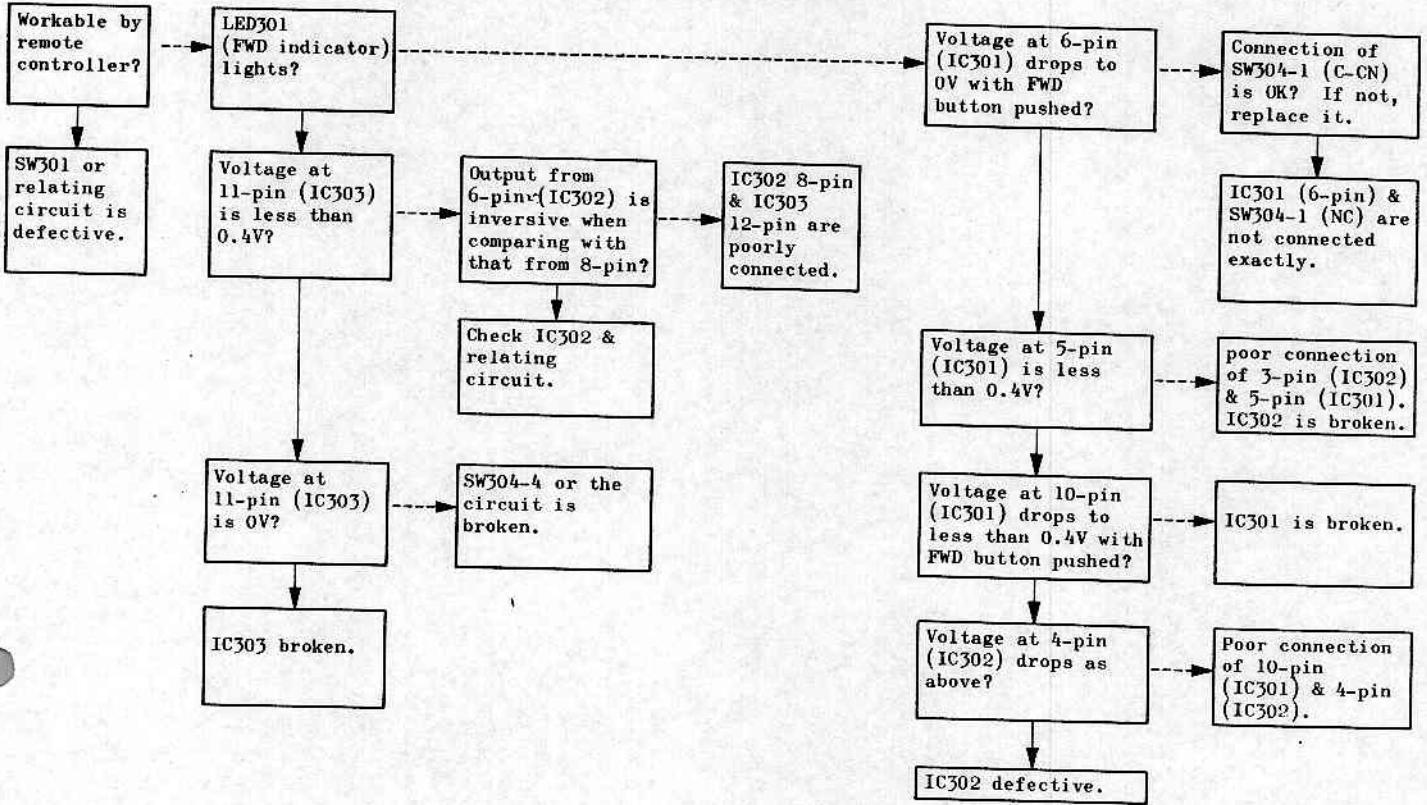 Workable by
remote
controller?
LED301
(FWD indicator)
lights?
Voltage at 6-pin
(IC301) drops to
0V with FWD
button pushed?
Connection of
SW304-1 (C-CN)
is OK? If not,
replace it.
SW301 or
relating
circuit is
defective.
Voltage at
11-pin (IC303)
is less than
0.4V?
Output from
6-pin (IC302) is
inversive when
comparing with
that from 8-pin?
IC302 8-pin
& IC303
12-pin are
poorly
connected.
IC301 (6-pin) &
SW304-1 (NC) are
not connected
exactly.
Check IC302 &
relating
circuit.
Voltage at 5-pin
(IC301) is less
than 0.4V?
poor connection
of 3-pin (IC302)
& 5-pin (IC301).
IC302 is broken.
Voltage at
11-pin (IC303)
is 0V?
SW304-4 or the
circuit is
broken.
Voltage at 10-pin
(IC301) drops to
less than 0.4V with
FWD button pushed?
IC301 is broken.
IC303 broken.
Voltage at 4-pin
(IC302) drops as
above?
Poor connection
of 10-pin
(IC301) & 4-pin
(IC302).
IC302 defective.